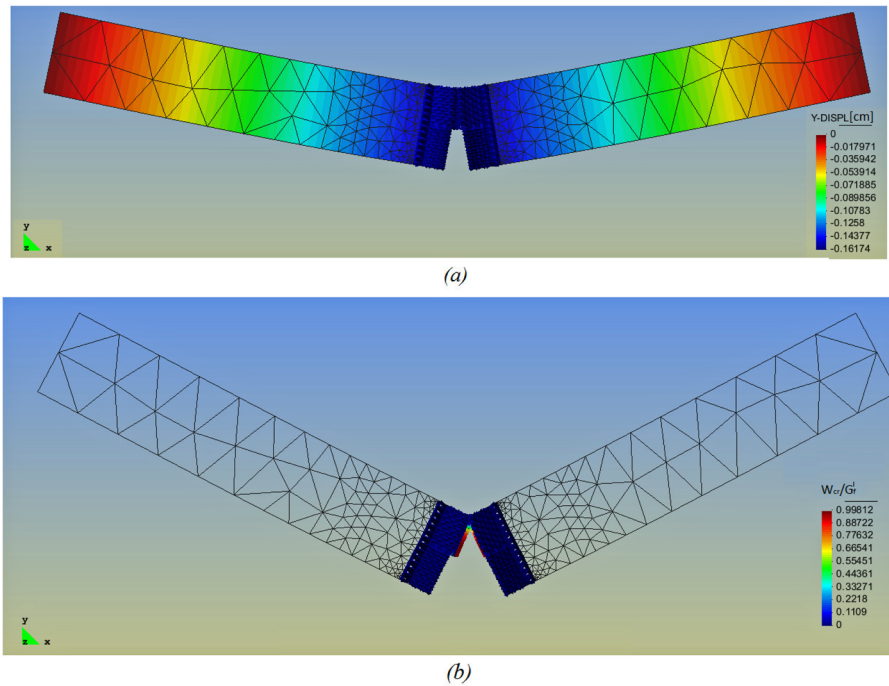 Y-DISPL[cm]
0
-0.017971
-0.035942
-0.053914
-0.071885
-0.089856
-0.10783
-0.1258
-0.14377
-0.16174
y
z x
(a)
W_cr/G_f^I
0.99812
0.88722
0.77632
0.66541
0.55451
0.44361
0.33271
0.2218
0.1109
0
y
z x
(b)